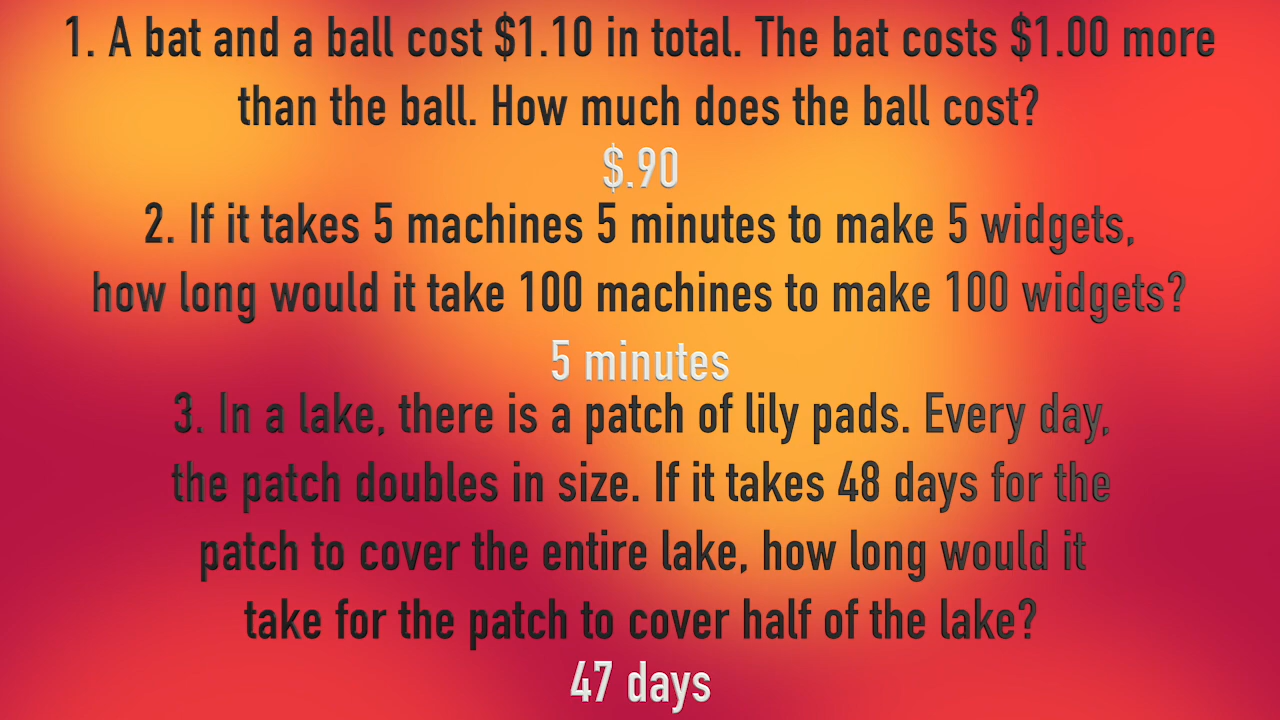 1. A bat and a ball cost $1.10 in total. The bat costs $1.00 more
than the ball. How much does the ball cost?
$.90
2. If it takes 5 machines 5 minutes to make 5 widgets,
how long would it take 100 machines to make 100 widgets?
5 minutes
3. In a lake, there is a patch of lily pads. Every day,
the patch doubles in size. If it takes 48 days for the
patch to cover the entire lake, how long would it
take for the patch to cover half of the lake?
47 days